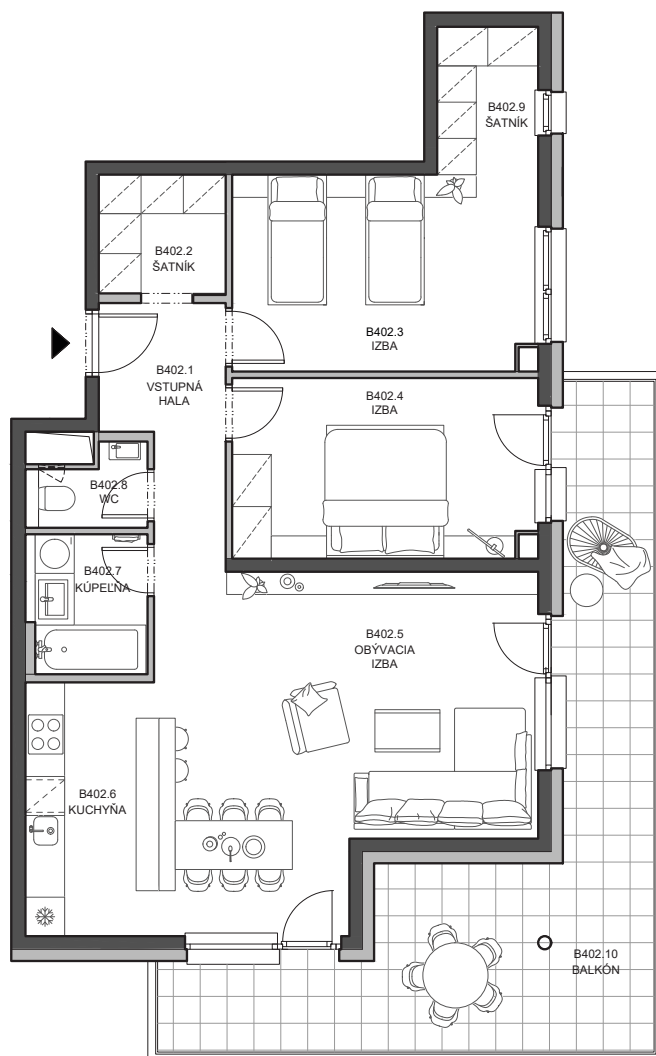 B402.9
ŠATNÍK
B402.2
ŠATNÍK
B402.3
IZBA
B402.1
VSTUPNÁ
HALA
B402.4
IZBA
B402.8
WC
B402.7
KÚPEĽŇA
B402.5
OBÝVACIA
IZBA
B402.6
KUCHYŇA
B402.10
BALKÓN